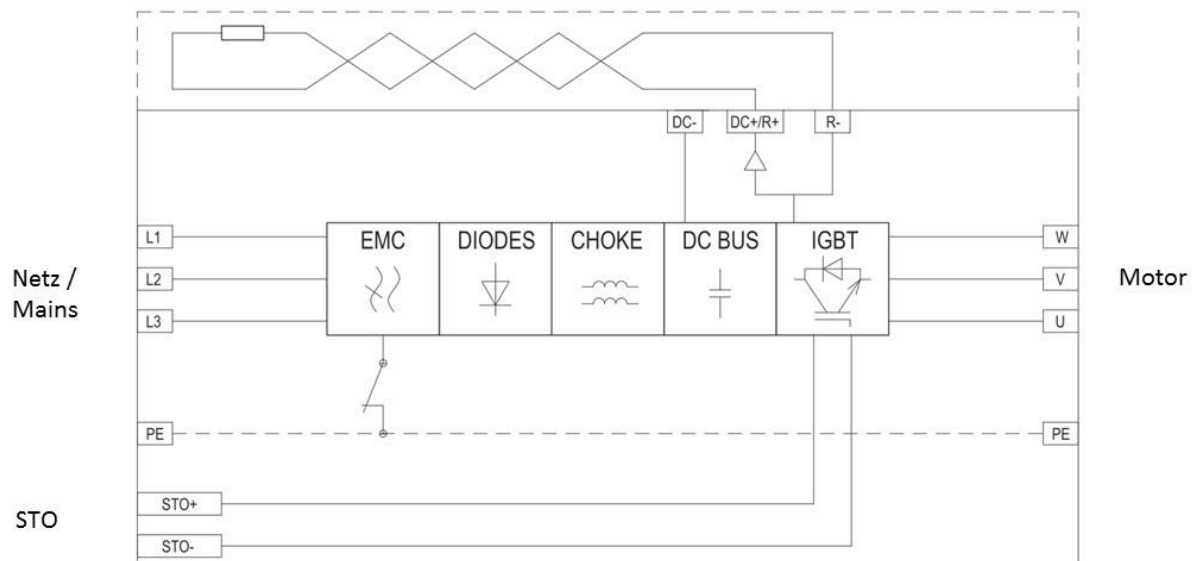 DC-
DC+/R+
R-
L1
EMC
DIODES
CHOKE
DC BUS
IGBT
W
Netz /
Mains
L2
V
Motor
L3
U
PE
PE
STO
STO+
STO-